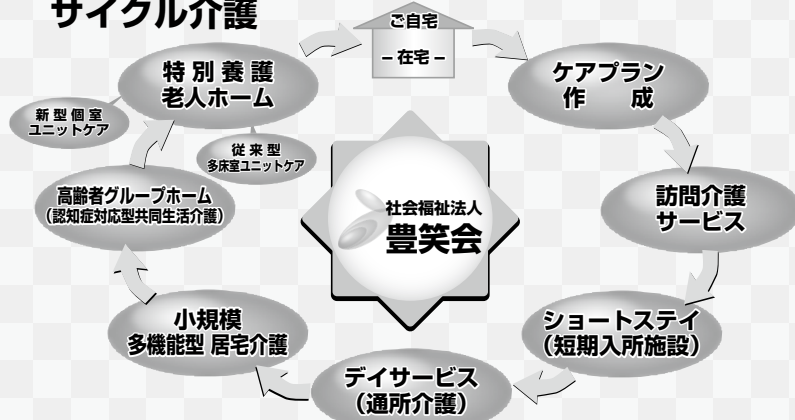 サイクル介護
ご自宅
－在宅－
ケアプラン
作成
訪問介護
サービス
ショートステイ
（短期入所施設）
デイサービス
（通所介護）
小規模
多機能型 居宅介護
高齢者グループホーム
（認知症対応型共同生活介護）
特別養護
老人ホーム
新型個室
ユニットケア
従来型
多床室ユニットケア
社会福祉法人
豊笑会